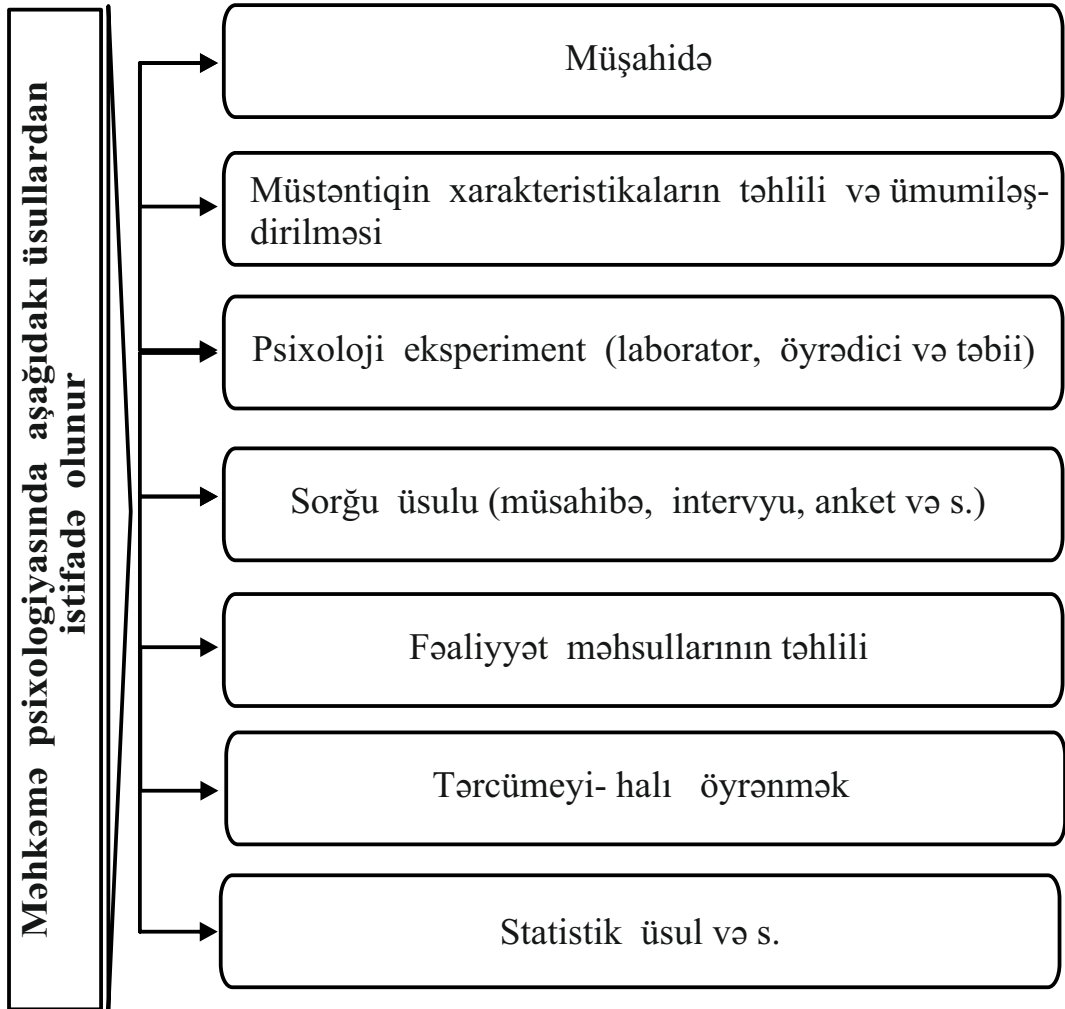 Məhkəmə psixologiyasında aşağıdakı üsullardan
istifadə olunur
Müşahidə
Müstəntiqin xarakteristikaların təhlili və ümumiləş-
dirilməsi
Psixoloji eksperiment (laborator, öyrədici və təbii)
Sorğu üsulu (müsahibə, intervyu, anket və s.)
Fəaliyyət məhsullarının təhlili
Tərcümeyi- halı öyrənmək
Statistik üsul və s.